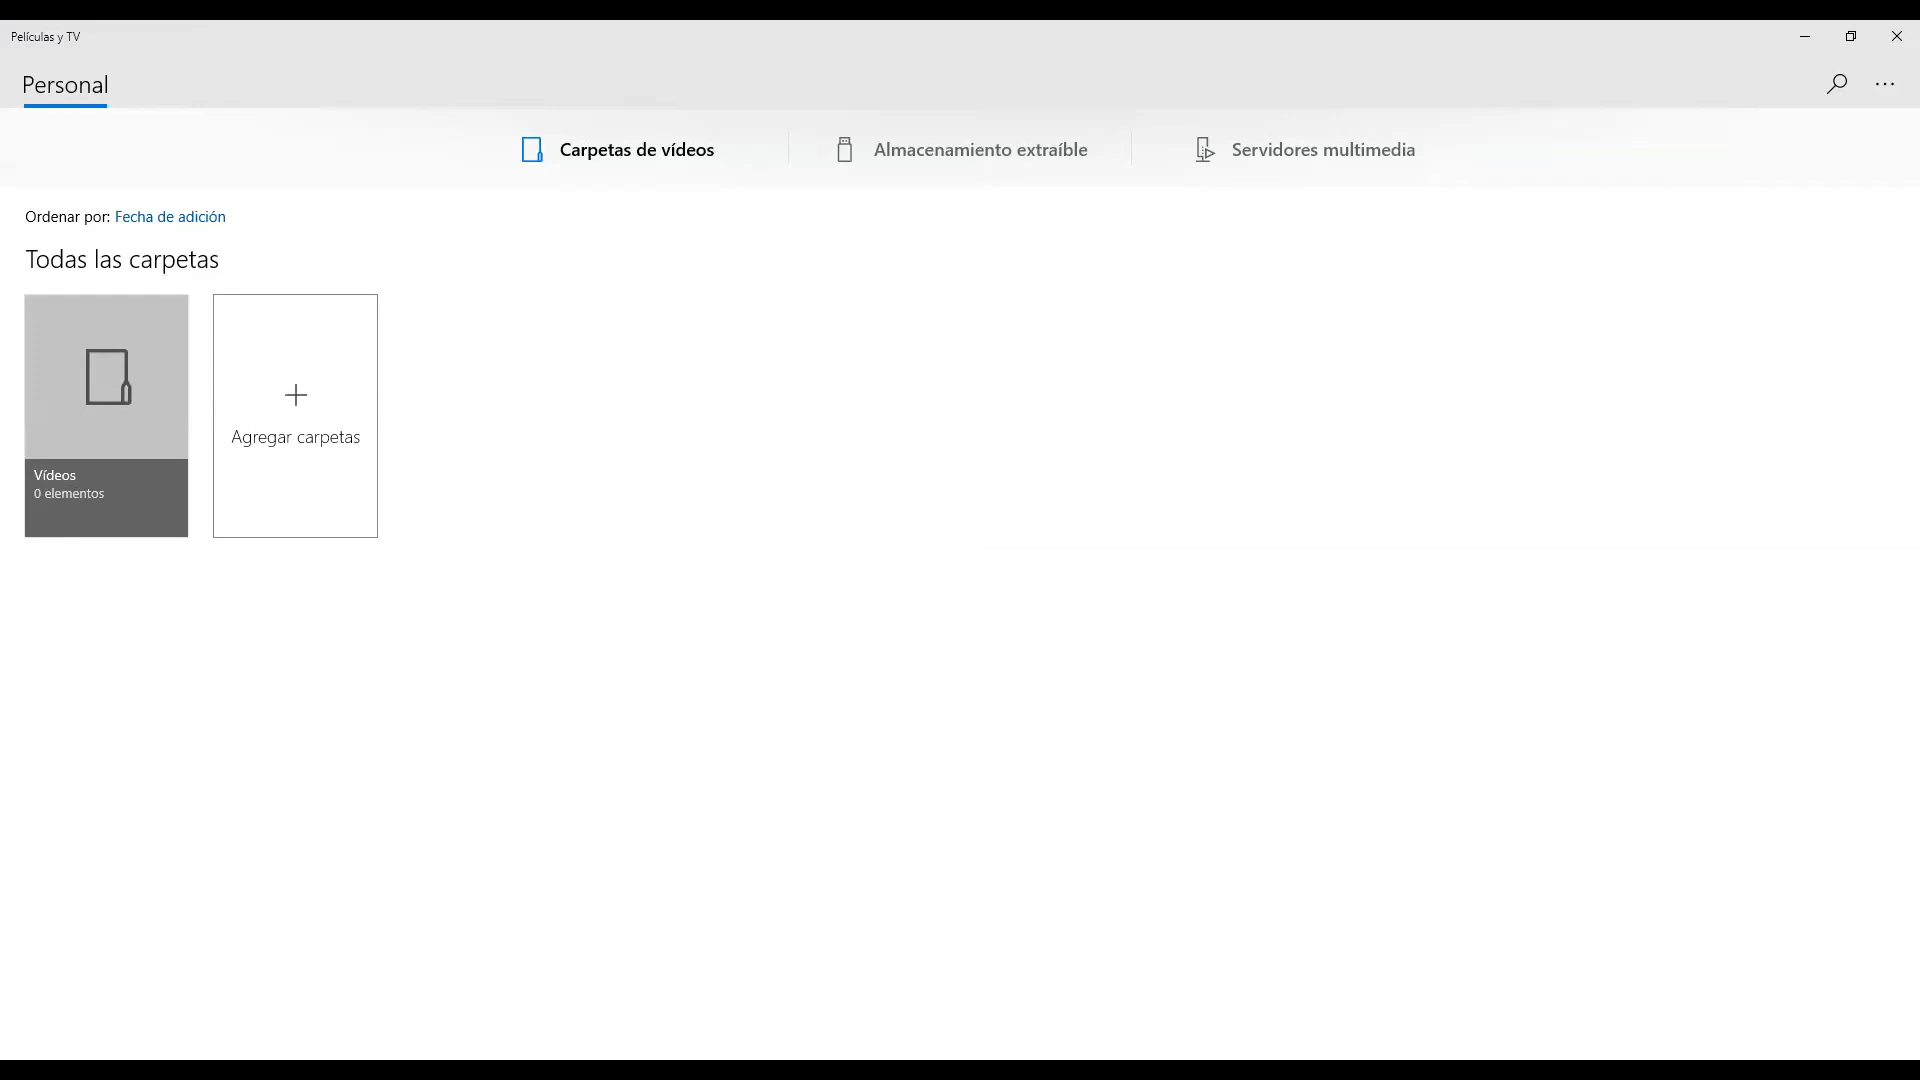 Películas y TV
Personal
Carpetas de vídeos
Almacenamiento extraíble
Servidores multimedia
Ordenar por: Fecha de adición
Todas las carpetas
Agregar carpetas
Vídeos
0 elementos